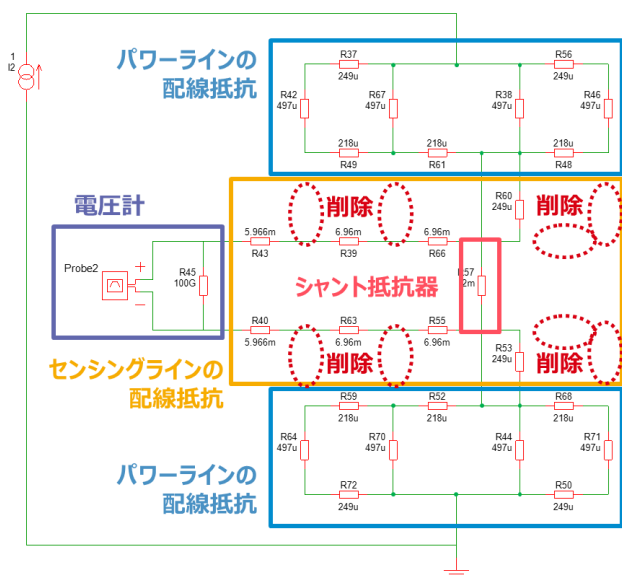 1
I2
パワーラインの
配線抵抗
R37
249u
R56
249u
R42
497u
R67
497u
R38
497u
R46
497u
218u
R49
218u
R61
218u
R48
電圧計
削除
削除
R60
249u
5.966m
R43
6.96m
R39
6.96m
R66
Probe2
+
−
R45
100G
シャント抵抗器
2m
R40
5.966m
R63
6.96m
R55
6.96m
センシングラインの
配線抵抗
削除
削除
R53
249u
R59
218u
R52
218u
R68
218u
R64
497u
R70
497u
R44
497u
R71
497u
パワーラインの
配線抵抗
R72
249u
R50
249u